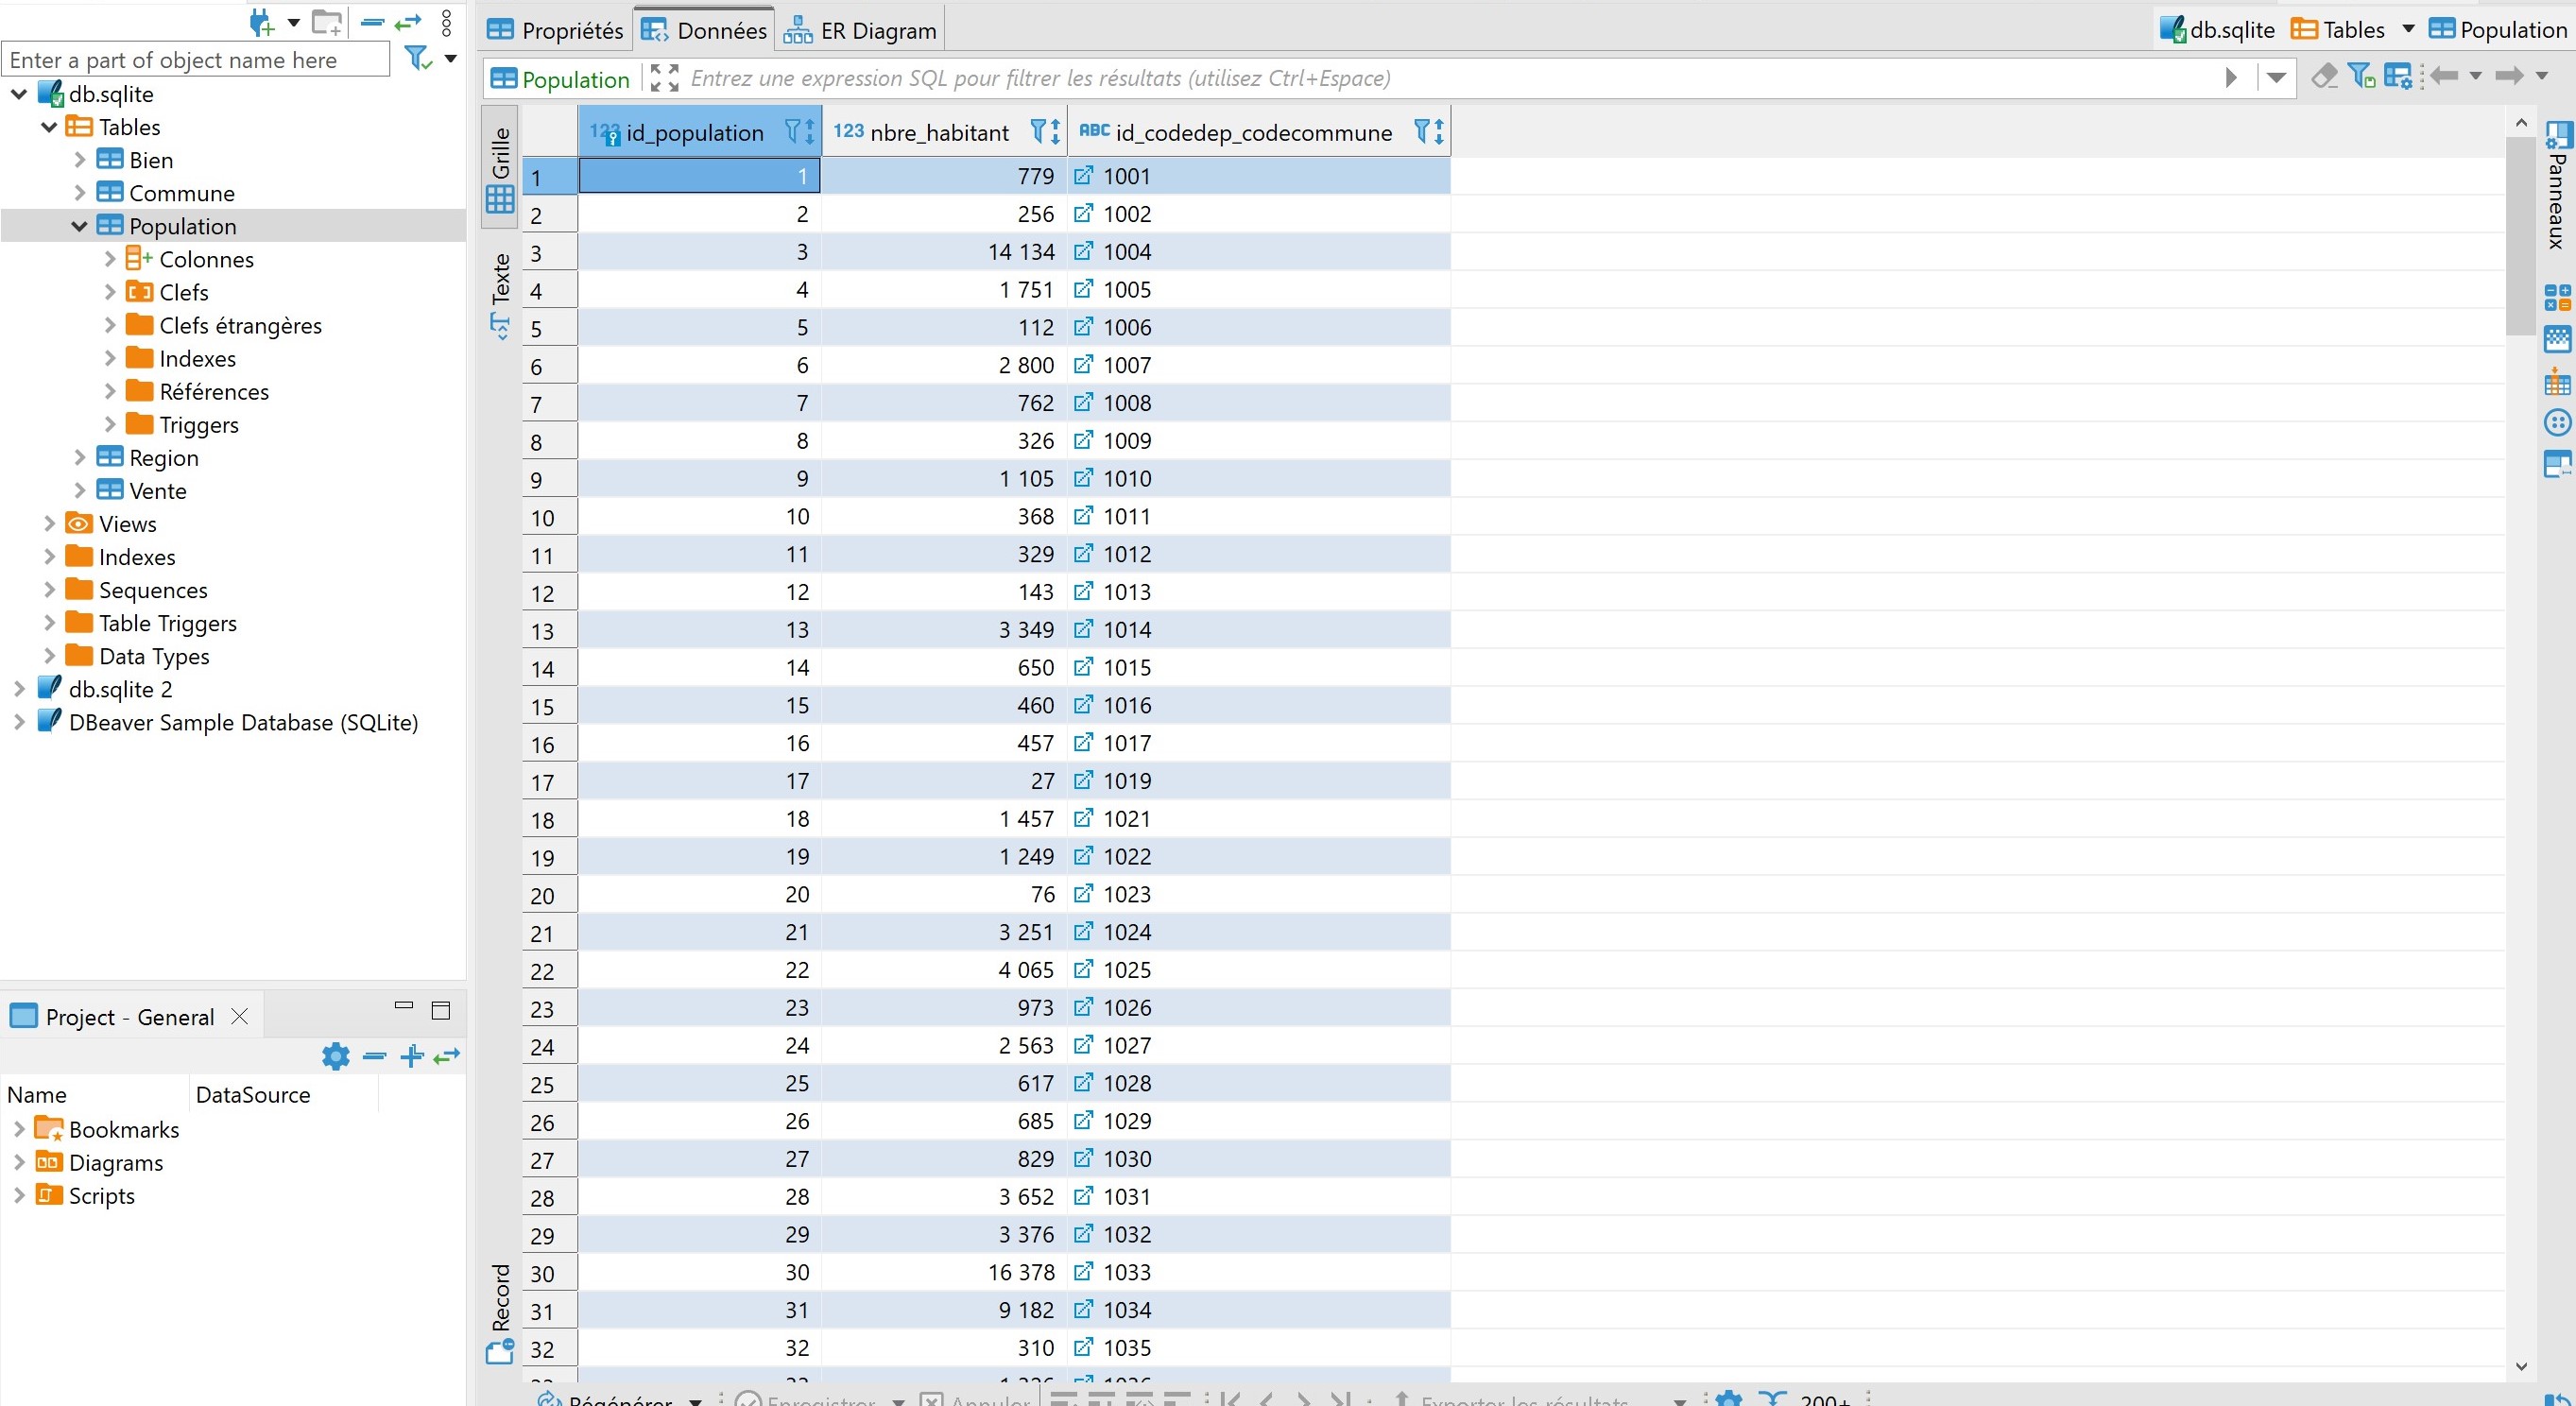 Enter a part of object name here
db.sqlite
Tables
Bien
Commune
Population
Colonnes
Clefs
Clefs étrangères
Indexes
Références
Triggers
Region
Vente
Views
Indexes
Sequences
Table Triggers
Data Types
db.sqlite 2
DBeaver Sample Database (SQLite)
Project - General
Name DataSource
Bookmarks
Diagrams
Scripts
Propriétés Données ER Diagram
db.sqlite Tables Population
Population Entrez une expression SQL pour filtrer les résultats (utilisez Ctrl+Espace)
Grille
Texte
Record
123 id_population 123 nbre_habitant ABC id_codedep_codecommune
1 1 779 1001
2 2 256 1002
3 3 14 134 1004
4 4 1 751 1005
5 5 112 1006
6 6 2 800 1007
7 7 762 1008
8 8 326 1009
9 9 1 105 1010
10 10 368 1011
11 11 329 1012
12 12 143 1013
13 13 3 349 1014
14 14 650 1015
15 15 460 1016
16 16 457 1017
17 17 27 1019
18 18 1 457 1021
19 19 1 249 1022
20 20 76 1023
21 21 3 251 1024
22 22 4 065 1025
23 23 973 1026
24 24 2 563 1027
25 25 617 1028
26 26 685 1029
27 27 829 1030
28 28 3 652 1031
29 29 3 376 1032
30 30 16 378 1033
31 31 9 182 1034
32 32 310 1035
Régénérer Enregistrer Annuler Exporter les résultats 200+
Panneaux